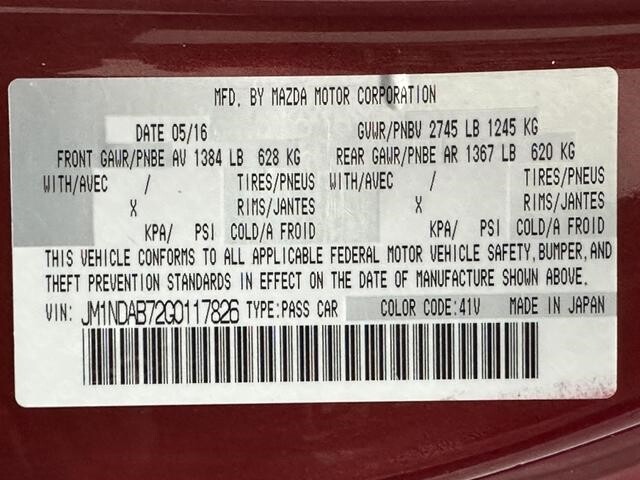 MFD. BY MAZDA MOTOR CORPORATION
DATE 05/16 GVWR/PNBV 2745 LB 1245 KG
FRONT GAWR/PNBE AV 1384 LB 628 KG REAR GAWR/PNBE AR 1367 LB 620 KG
WITH/AVEC / TIRES/PNEUS WITH/AVEC / TIRES/PNEUS
X RIMS/JANTES X RIMS/JANTES
KPA/ PSI COLD/A FROID KPA/ PSI COLD/A FROID
THIS VEHICLE CONFORMS TO ALL APPLICABLE FEDERAL MOTOR VEHICLE SAFETY, BUMPER, AND
THEFT PREVENTION STANDARDS IN EFFECT ON THE DATE OF MANUFACTURE SHOWN ABOVE.
VIN: JM1NDAB72G0117826 TYPE:PASS CAR COLOR CODE:41V MADE IN JAPAN